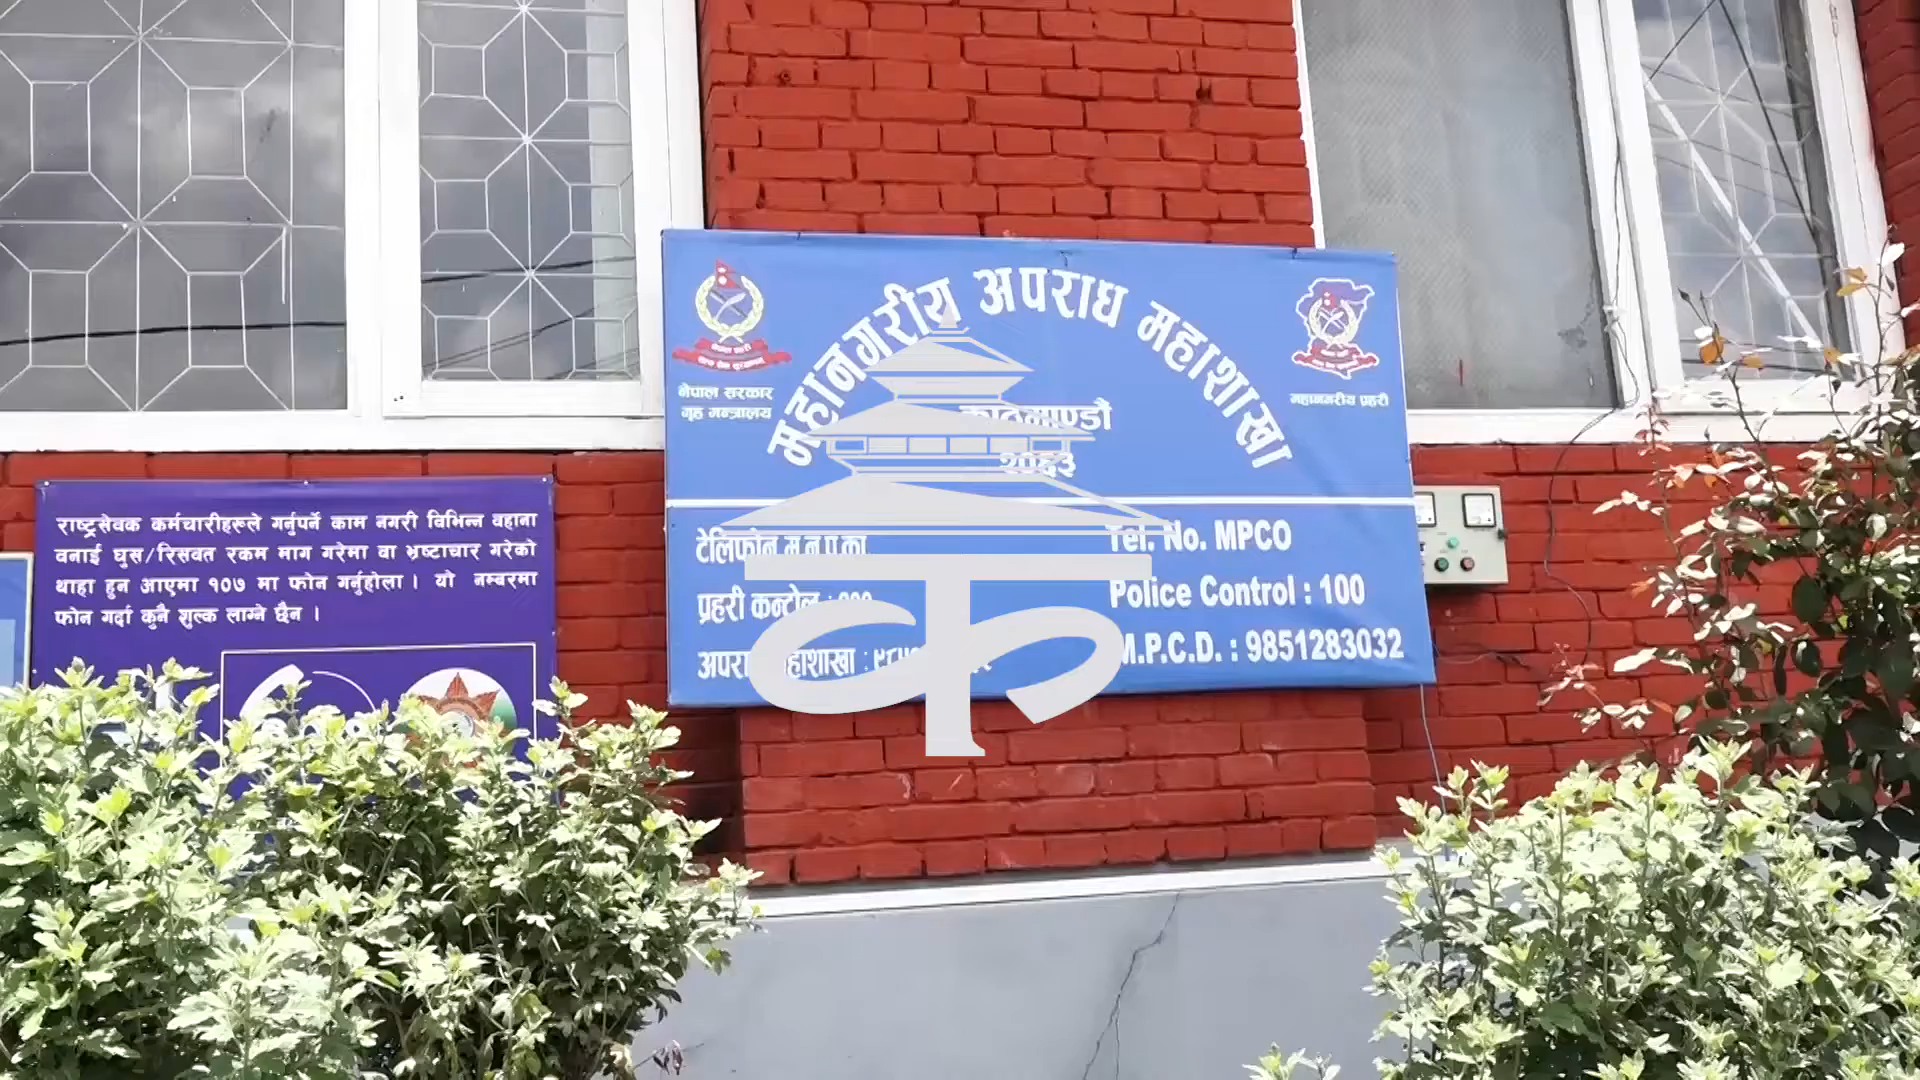 महानगरीय अपराध महाशाखा
नेपाल सरकार
गृह मन्त्रालय
महानगरीय प्रहरी
काठमाण्डौ
२०६३
टेलिफोन म.न.प.का.
प्रहरी कन्ट्रोल : १००
महाशाखा :
Tel. No. MPCO
Police Control : 100
M.P.C.D. : 9851283032
राष्ट्रसेवक कर्मचारीहरूले गर्नुपर्ने काम नगरी विभिन्न वहाना
वनाई घुस/रिसवत रकम माग गरेमा वा भ्रष्टाचार गरेको
थाहा हुन आएमा १०७ मा फोन गर्नुहोला । यो नम्बरमा
फोन गर्दा कुनै शुल्क लाग्ने छैन ।
क